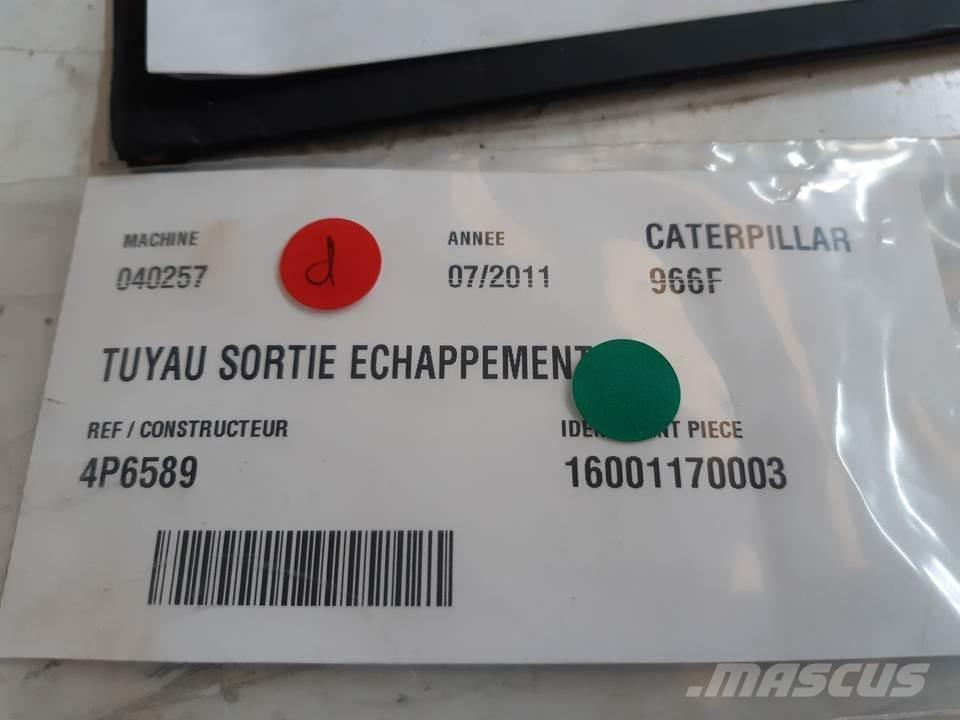 MACHINE
040257
d
ANNEE
07/2011
CATERPILLAR
966F
TUYAU SORTIE ECHAPPEMENT
REF / CONSTRUCTEUR
4P6589
PIECE
16001170003
MASCUS